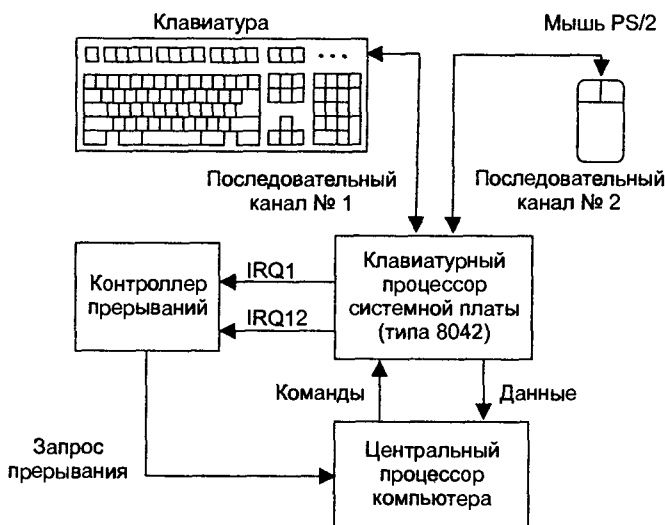 Клавиатура
Мышь PS/2
Последовательный
канал № 1
Последовательный
канал № 2
Контроллер
прерываний
IRQ1
IRQ12
Клавиатурный
процессор
системной платы
(типа 8042)
Команды
Данные
Запрос
прерывания
Центральный
процессор
компьютера